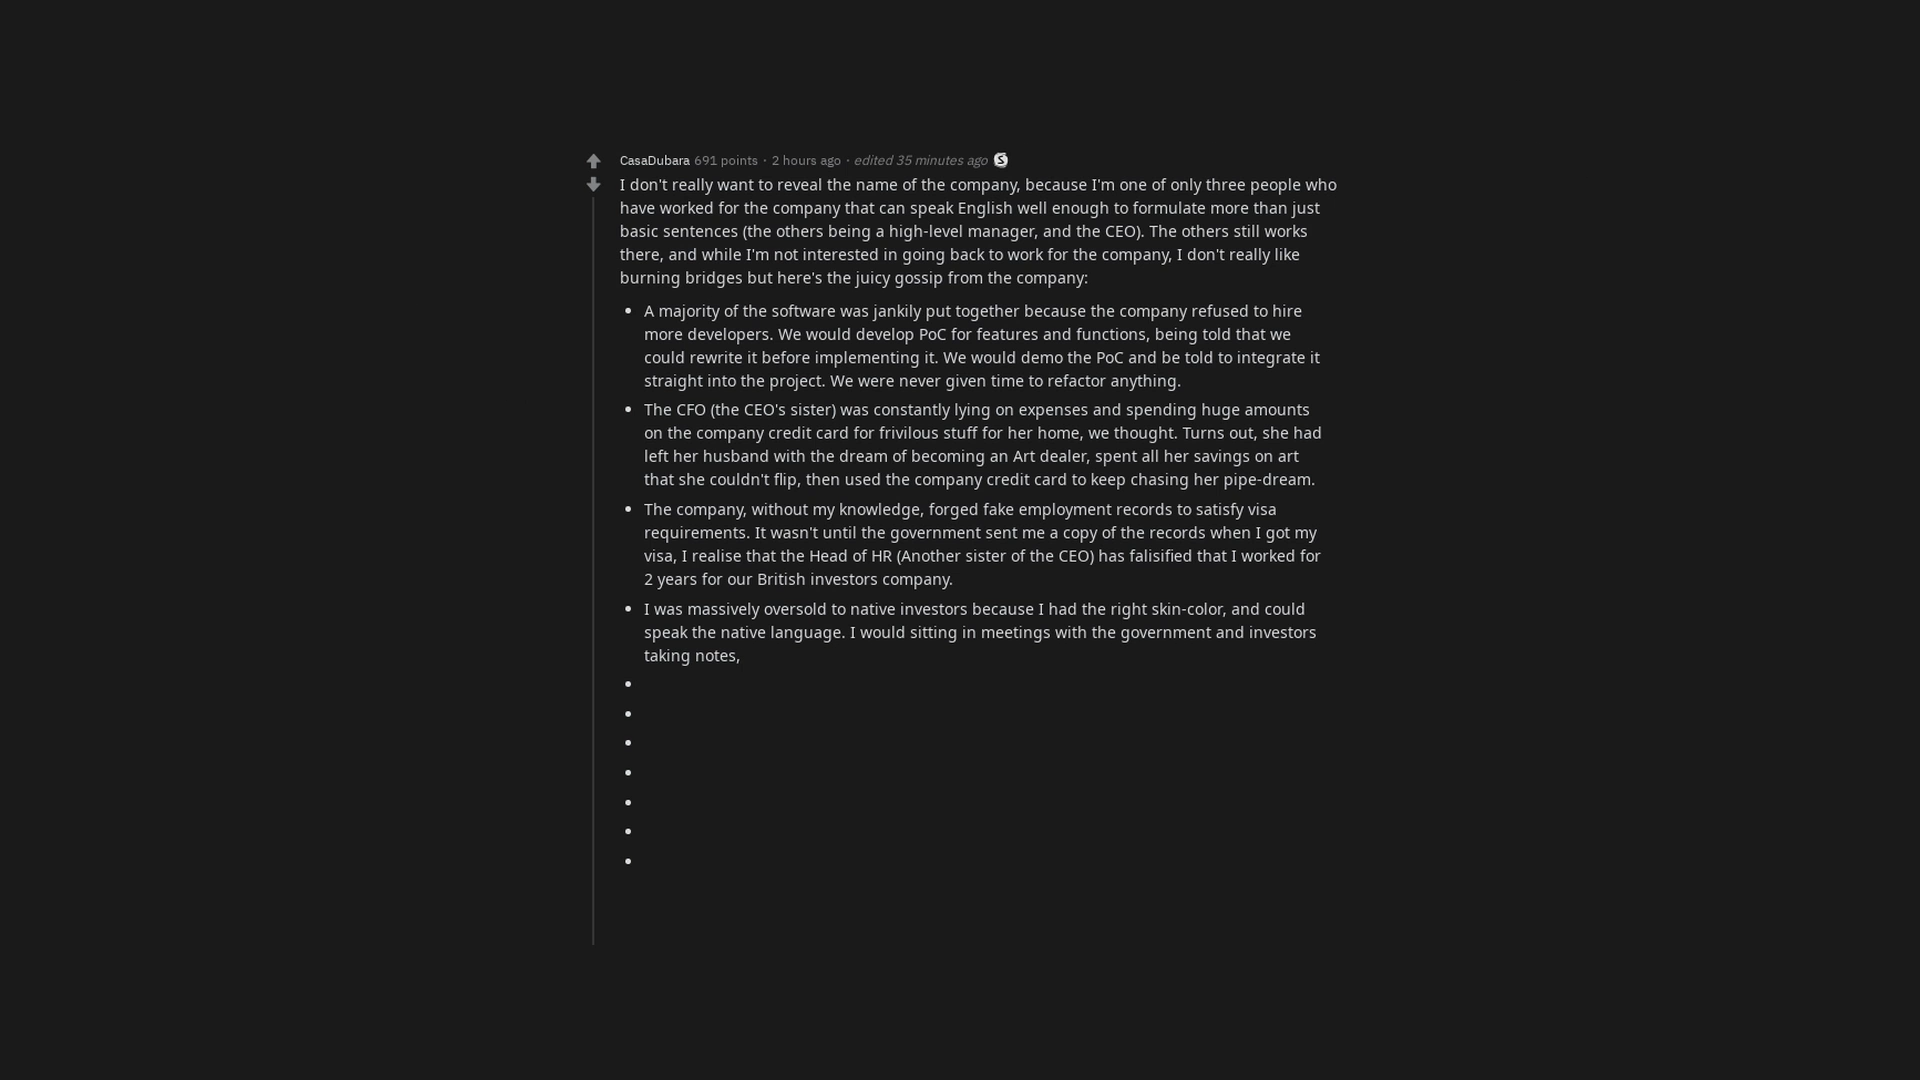 CasaDubara 691 points · 2 hours ago · edited 35 minutes ago S
I don't really want to reveal the name of the company, because I'm one of only three people who
have worked for the company that can speak English well enough to formulate more than just
basic sentences (the others being a high-level manager, and the CEO). The others still works
there, and while I'm not interested in going back to work for the company, I don't really like
burning bridges but here's the juicy gossip from the company:
• A majority of the software was jankily put together because the company refused to hire
more developers. We would develop PoC for features and functions, being told that we
could rewrite it before implementing it. We would demo the PoC and be told to integrate it
straight into the project. We were never given time to refactor anything.
• The CFO (the CEO's sister) was constantly lying on expenses and spending huge amounts
on the company credit card for frivilous stuff for her home, we thought. Turns out, she had
left her husband with the dream of becoming an Art dealer, spent all her savings on art
that she couldn't flip, then used the company credit card to keep chasing her pipe-dream.
• The company, without my knowledge, forged fake employment records to satisfy visa
requirements. It wasn't until the government sent me a copy of the records when I got my
visa, I realise that the Head of HR (Another sister of the CEO) has falisified that I worked for
2 years for our British investors company.
• I was massively oversold to native investors because I had the right skin-color, and could
speak the native language. I would sitting in meetings with the government and investors
taking notes,
•
•
•
•
•
•
•